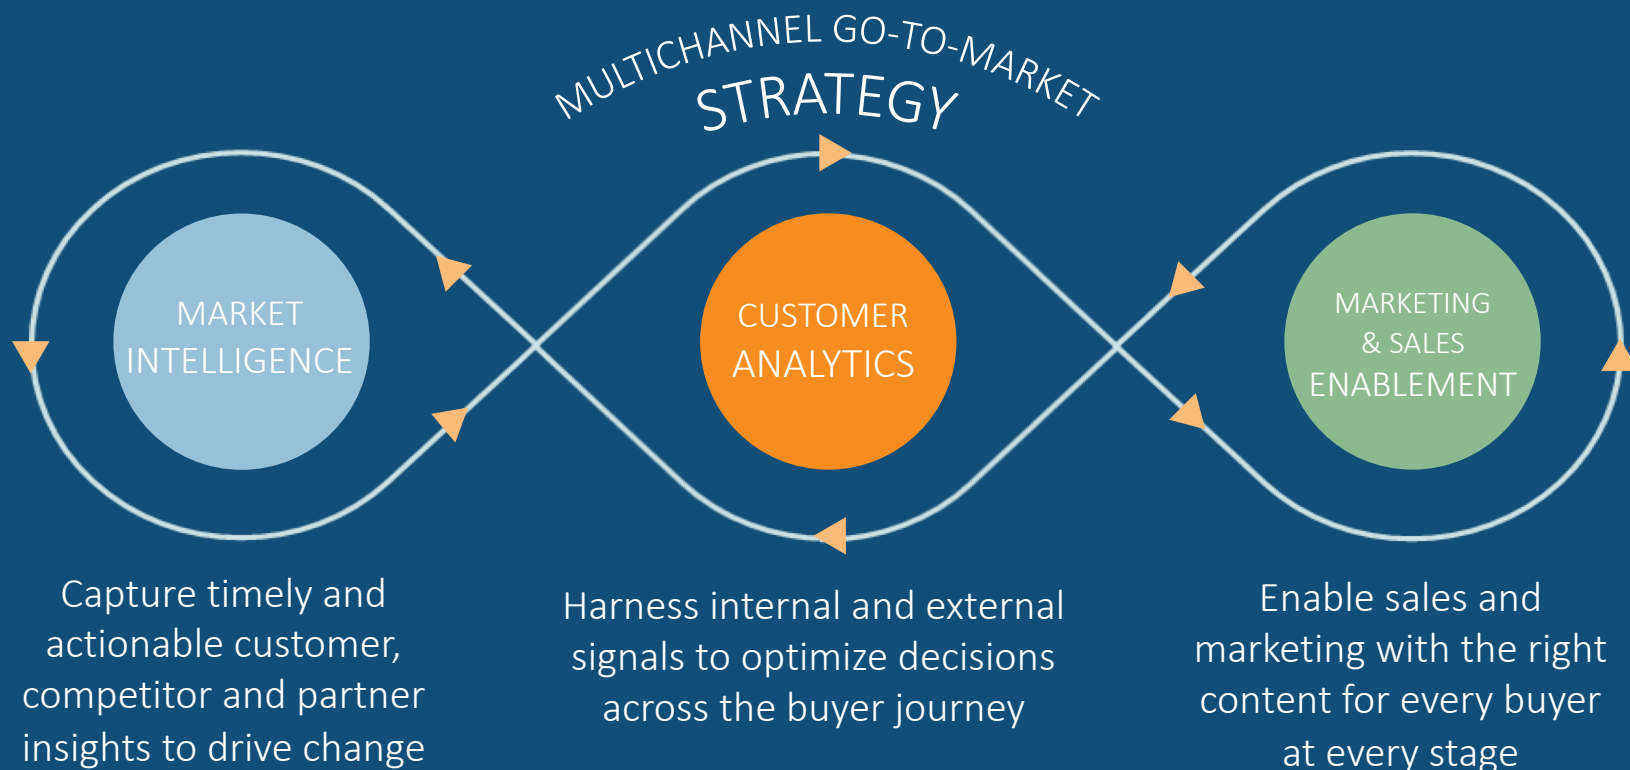 MULTICHANNEL GO-TO-MARKET
STRATEGY
MARKET
INTELLIGENCE
CUSTOMER
ANALYTICS
MARKETING
& SALES
ENABLEMENT
Capture timely and
actionable customer,
competitor and partner
insights to drive change
Harness internal and external
signals to optimize decisions
across the buyer journey
Enable sales and
marketing with the right
content for every buyer
at every stage